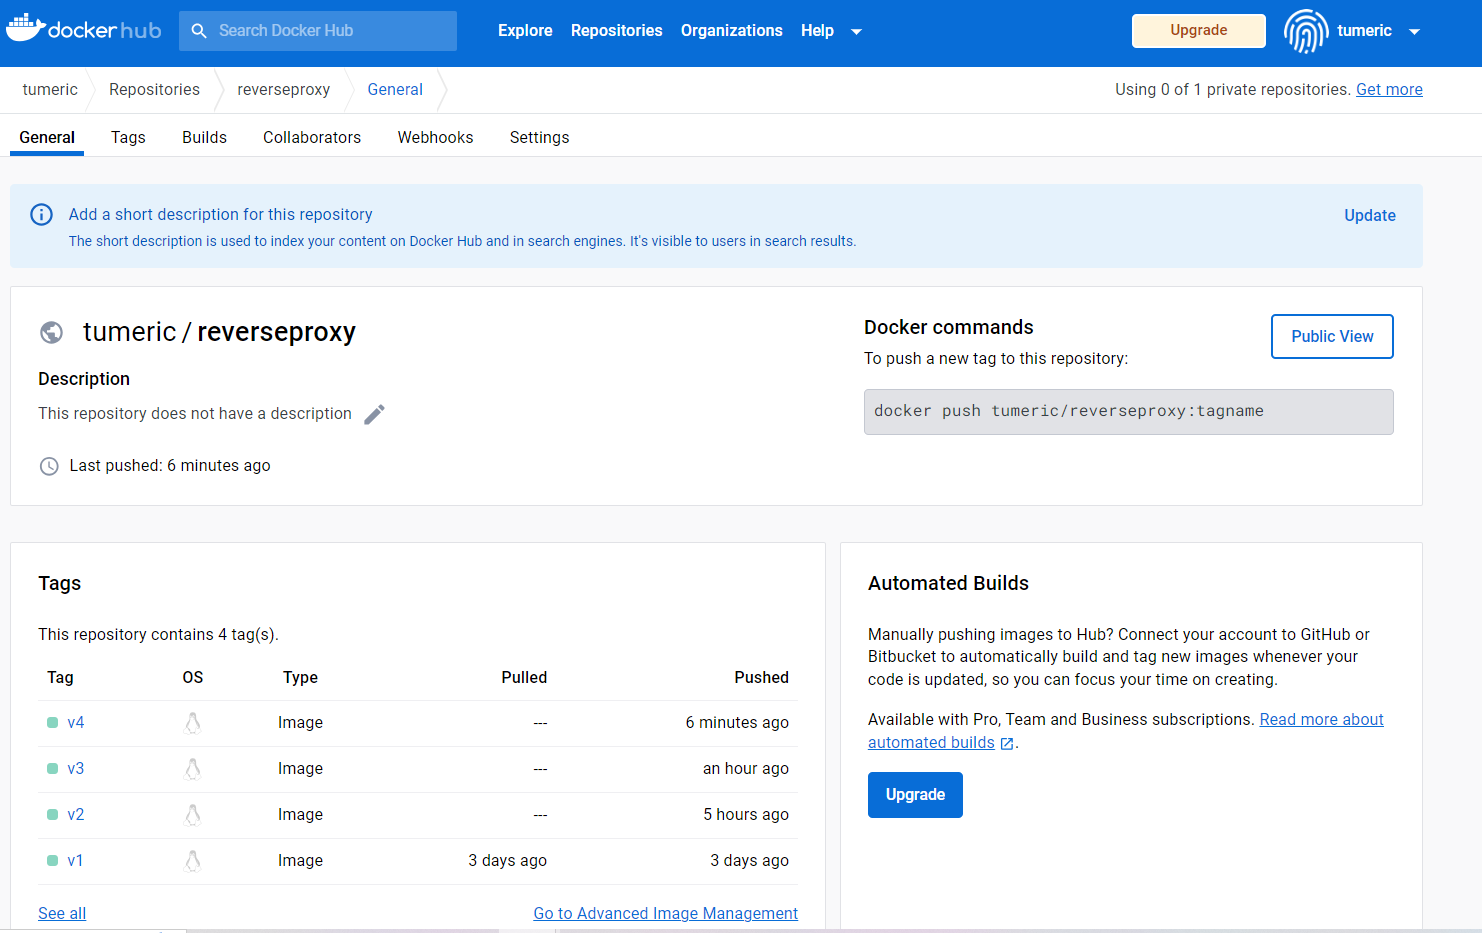 docker hub
Search Docker Hub
Explore Repositories Organizations Help
Upgrade
tumeric
tumeric Repositories reverseproxy General
Using 0 of 1 private repositories. Get more
General Tags Builds Collaborators Webhooks Settings
Add a short description for this repository
Update
The short description is used to index your content on Docker Hub and in search engines. It's visible to users in search results.
tumeric / reverseproxy
Description
This repository does not have a description
Last pushed: 6 minutes ago
Docker commands
Public View
To push a new tag to this repository:
docker push tumeric/reverseproxy:tagname
Tags
This repository contains 4 tag(s).
Tag OS Type Pulled Pushed
v4 Image --- 6 minutes ago
v3 Image --- an hour ago
v2 Image --- 5 hours ago
v1 Image 3 days ago 3 days ago
See all Go to Advanced Image Management
Automated Builds
Manually pushing images to Hub? Connect your account to GitHub or
Bitbucket to automatically build and tag new images whenever your
code is updated, so you can focus your time on creating.
Available with Pro, Team and Business subscriptions. Read more about
automated builds .
Upgrade